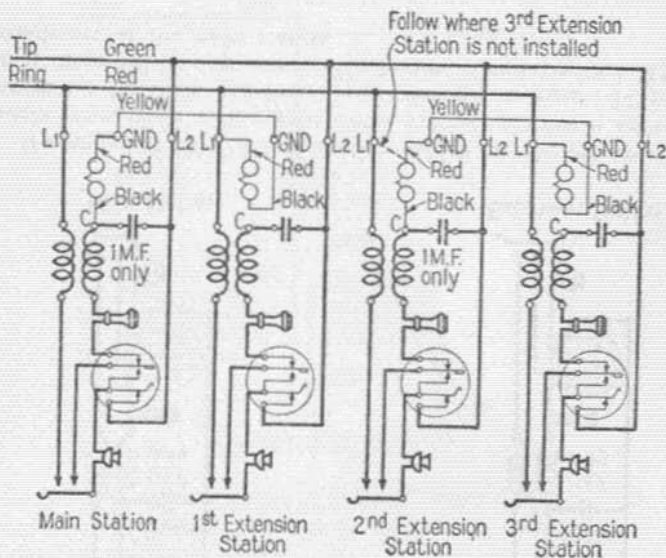 Follow where 3rd Extension
Station is not installed
Tip Green
Ring Red
Yellow
Yellow
L1 GND L2 L1 GND L2 GND L2 L1 GND L2
L1
Red
Red
Red
Red
Black
Black
Black
Black
C
C
C
C
1 M.F.
only
1 M.F.
only
Main Station
1st Extension
Station
2nd Extension
Station
3rd Extension
Station